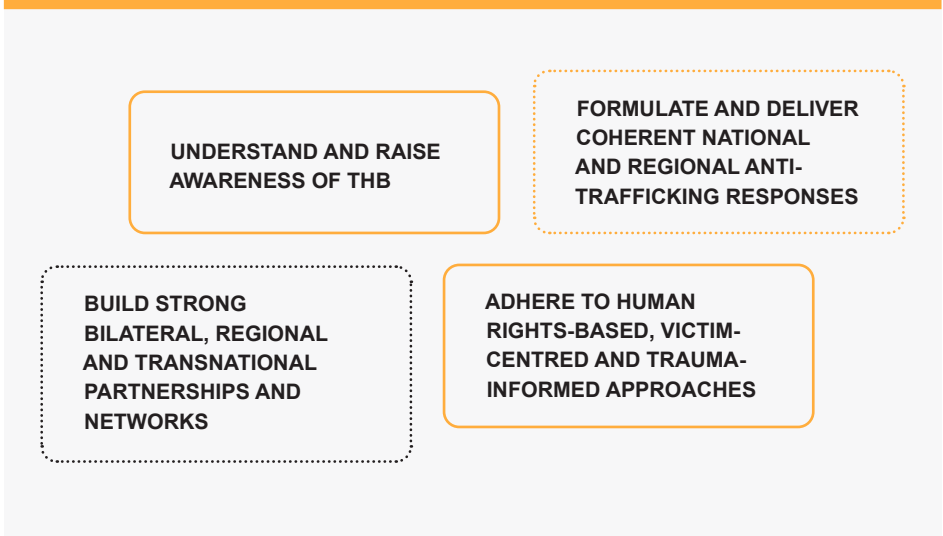 UNDERSTAND AND RAISE
AWARENESS OF THB
FORMULATE AND DELIVER
COHERENT NATIONAL
AND REGIONAL ANTI-
TRAFFICKING RESPONSES
BUILD STRONG
BILATERAL, REGIONAL
AND TRANSNATIONAL
PARTNERSHIPS AND
NETWORKS
ADHERE TO HUMAN
RIGHTS-BASED, VICTIM-
CENTRED AND TRAUMA-
INFORMED APPROACHES